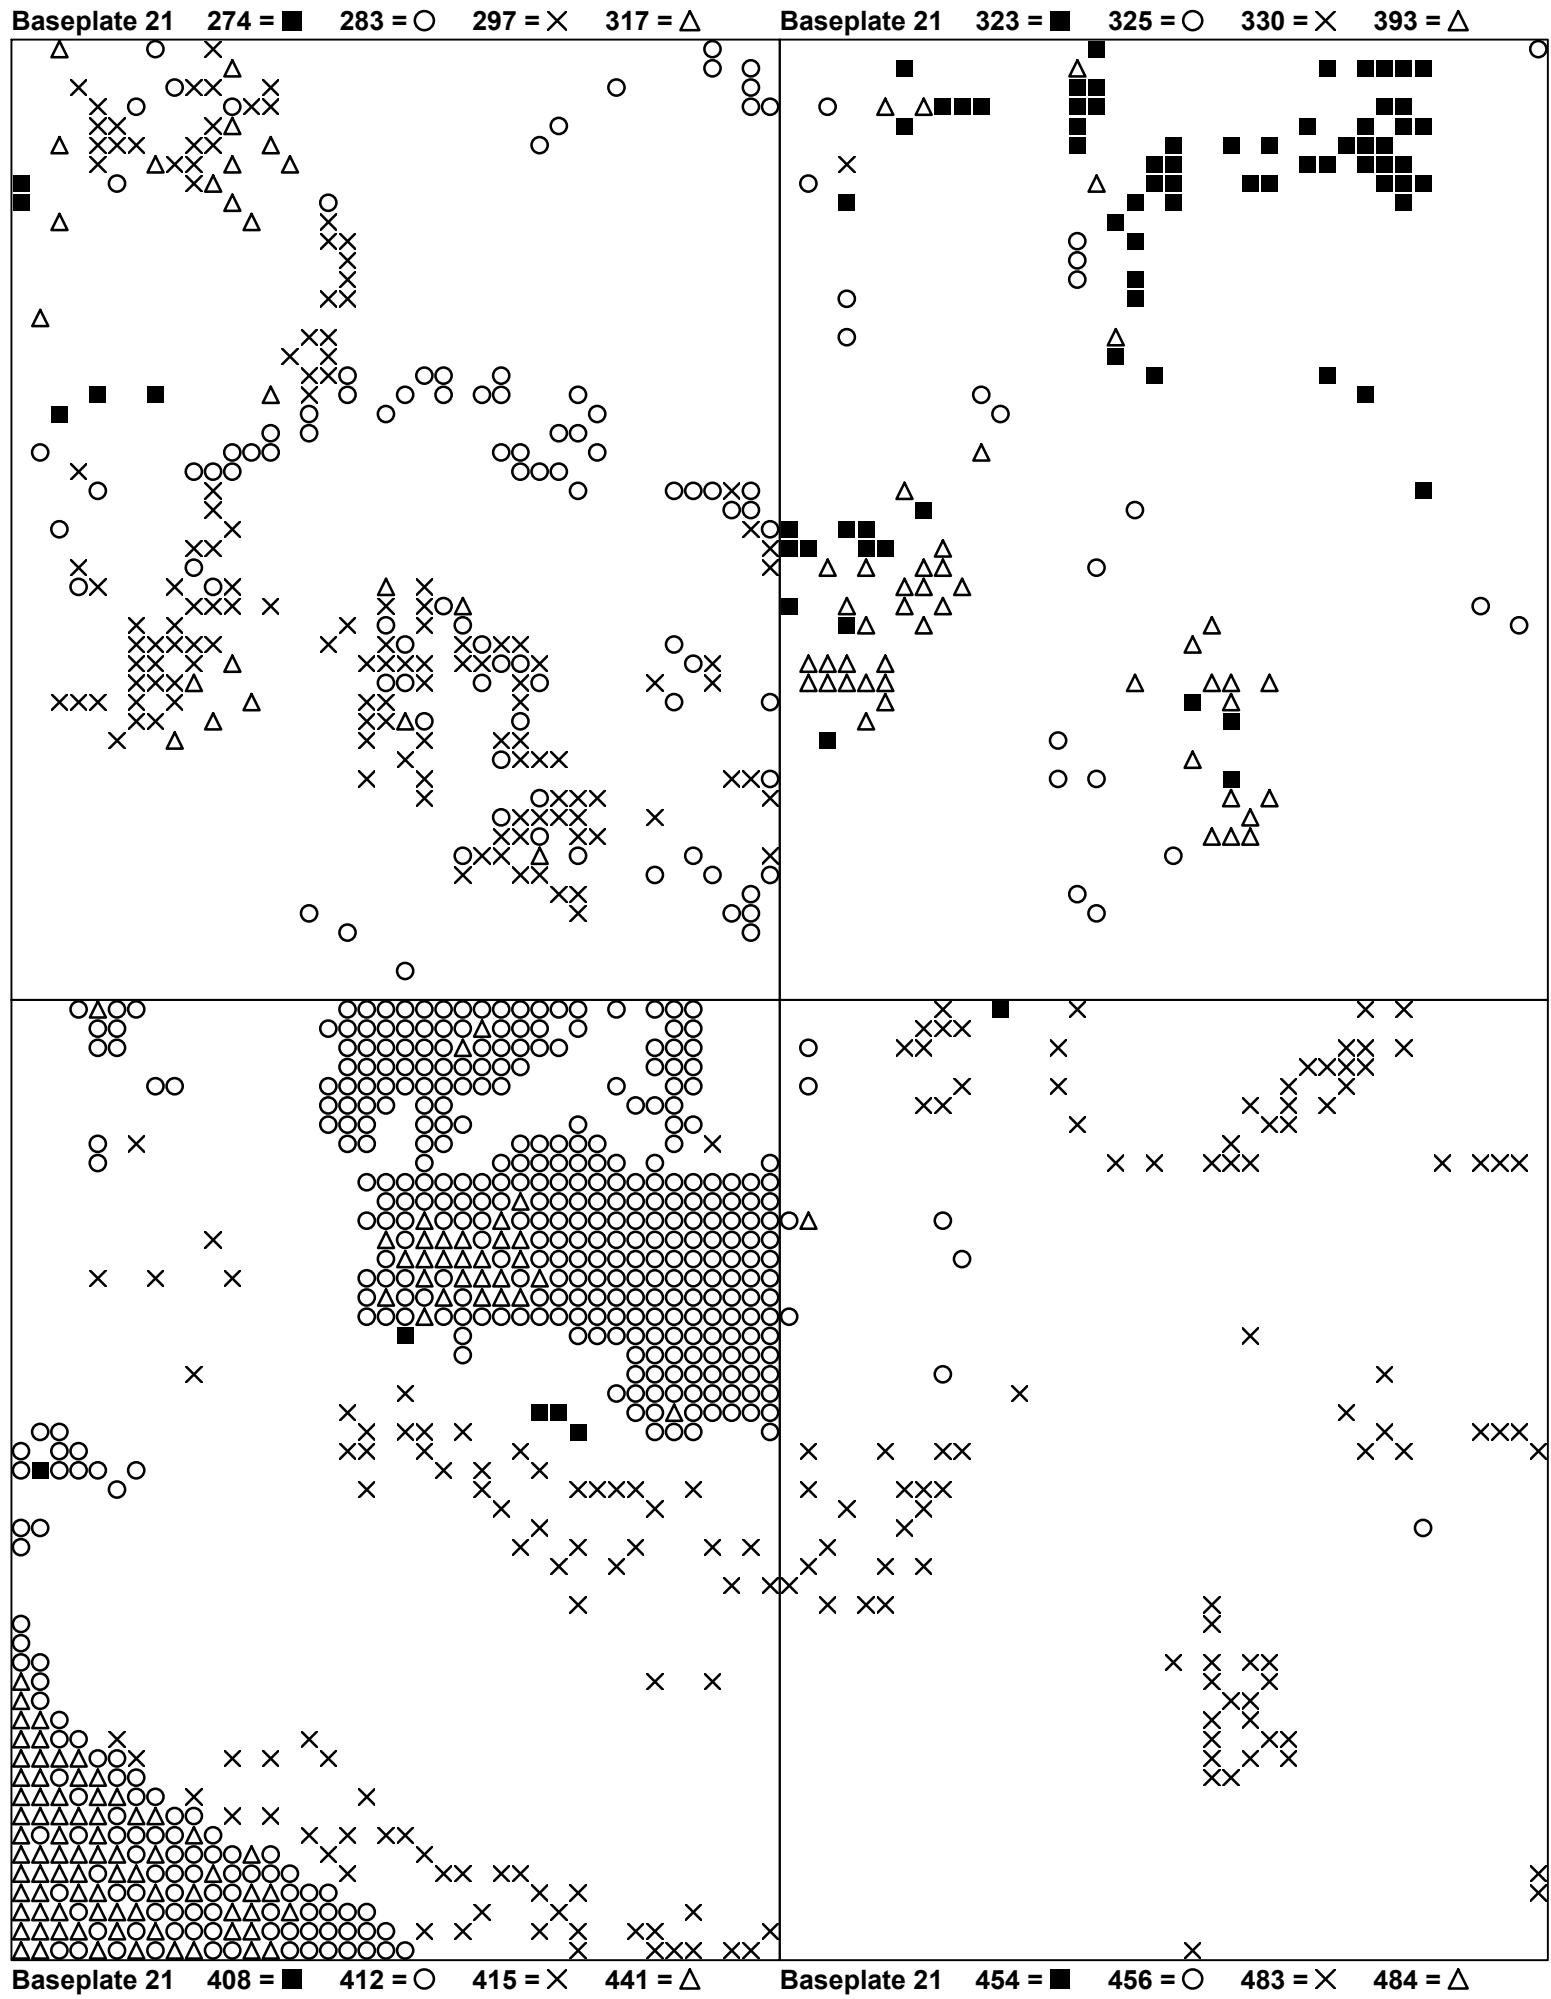 Baseplate 21 274 = ■ 283 = ○ 297 = × 317 = △ Baseplate 21 323 = ■ 325 = ○ 330 = × 393 = △
Baseplate 21 408 = ■ 412 = ○ 415 = × 441 = △ Baseplate 21 454 = ■ 456 = ○ 483 = × 484 = △